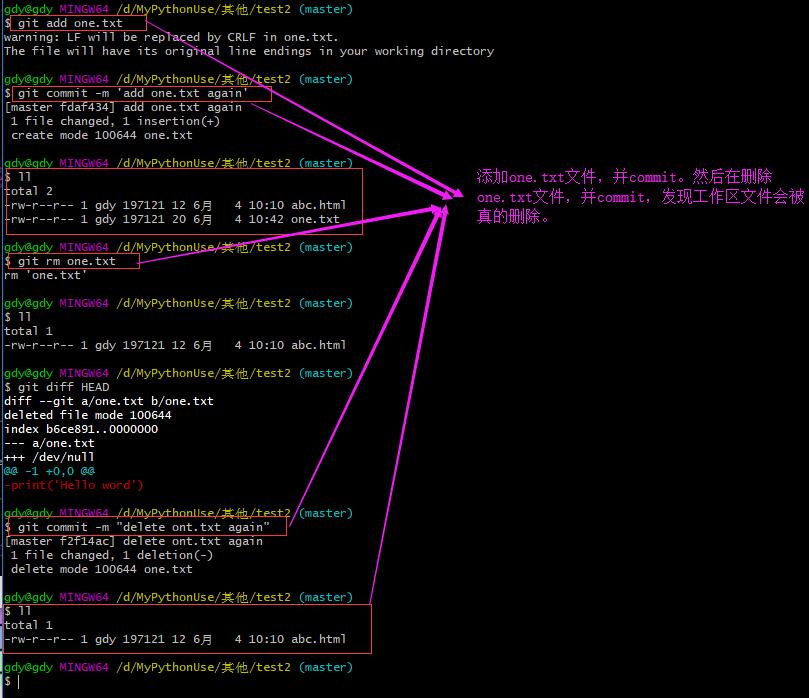 gdy@gdy MINGW64 /d/MyPythonUse/其他/test2 (master)
$ git add one.txt
warning: LF will be replaced by CRLF in one.txt.
The file will have its original line endings in your working directory
gdy@gdy MINGW64 /d/MyPythonUse/其他/test2 (master)
$ git commit -m 'add one.txt again'
[master fdaf434] add one.txt again
1 file changed, 1 insertion(+)
create mode 100644 one.txt
gdy@gdy MINGW64 /d/MyPythonUse/其他/test2 (master)
$ ll
total 2
-rw-r--r-- 1 gdy 197121 12 6月 4 10:10 abc.html
-rw-r--r-- 1 gdy 197121 20 6月 4 10:42 one.txt
添加one.txt文件，并commit。然后在删除
one.txt文件，并commit，发现工作区文件会被
真的删除。
gdy@gdy MINGW64 /d/MyPythonUse/其他/test2 (master)
$ git rm one.txt
rm 'one.txt'
gdy@gdy MINGW64 /d/MyPythonUse/其他/test2 (master)
$ ll
total 1
-rw-r--r-- 1 gdy 197121 12 6月 4 10:10 abc.html
gdy@gdy MINGW64 /d/MyPythonUse/其他/test2 (master)
$ git diff HEAD
diff --git a/one.txt b/one.txt
deleted file mode 100644
index b6ce891..0000000
--- a/one.txt
+++ /dev/null
@@ -1 +0,0 @@
-print('Hello word')
gdy@gdy MINGW64 /d/MyPythonUse/其他/test2 (master)
$ git commit -m "delete ont.txt again"
[master f2f14ac] delete ont.txt again
1 file changed, 1 deletion(-)
delete mode 100644 one.txt
gdy@gdy MINGW64 /d/MyPythonUse/其他/test2 (master)
$ ll
total 1
-rw-r--r-- 1 gdy 197121 12 6月 4 10:10 abc.html
gdy@gdy MINGW64 /d/MyPythonUse/其他/test2 (master)
$